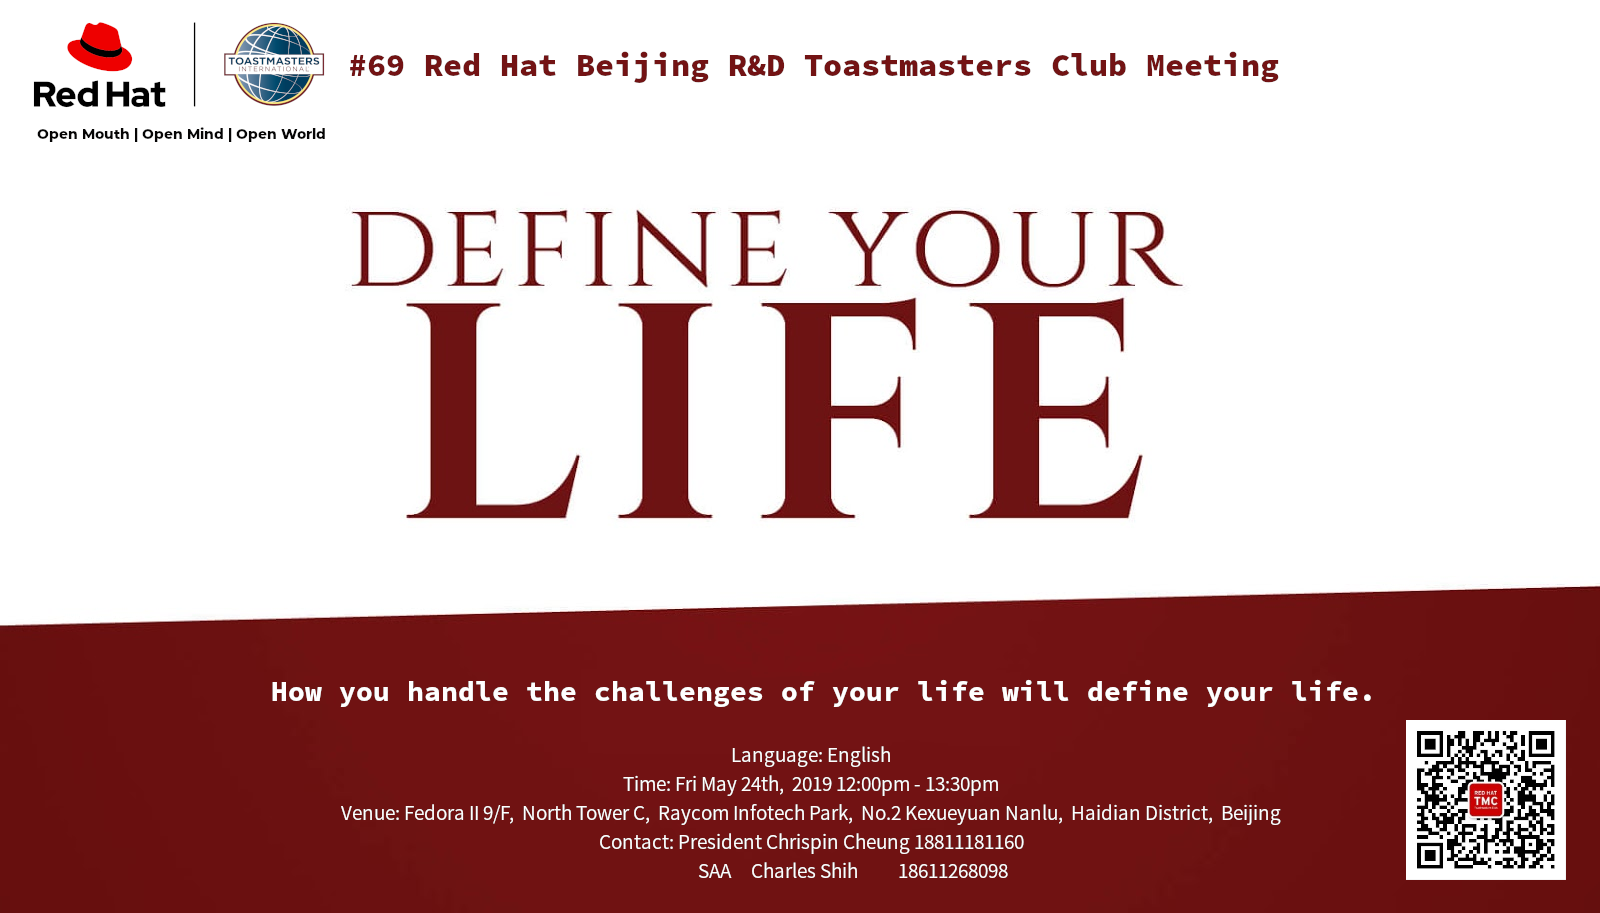 Red Hat
TOASTMASTERS
INTERNATIONAL
#69 Red Hat Beijing R&D Toastmasters Club Meeting
Open Mouth | Open Mind | Open World
DEFINE YOUR
LIFE
How you handle the challenges of your life will define your life.
Language: English
Time: Fri May 24th, 2019 12:00pm - 13:30pm
Venue: Fedora II 9/F, North Tower C, Raycom Infotech Park, No.2 Kexueyuan Nanlu, Haidian District, Beijing
Contact: President Chrispin Cheung 18811181160
SAA Charles Shih 18611268098
RED HAT
TMC